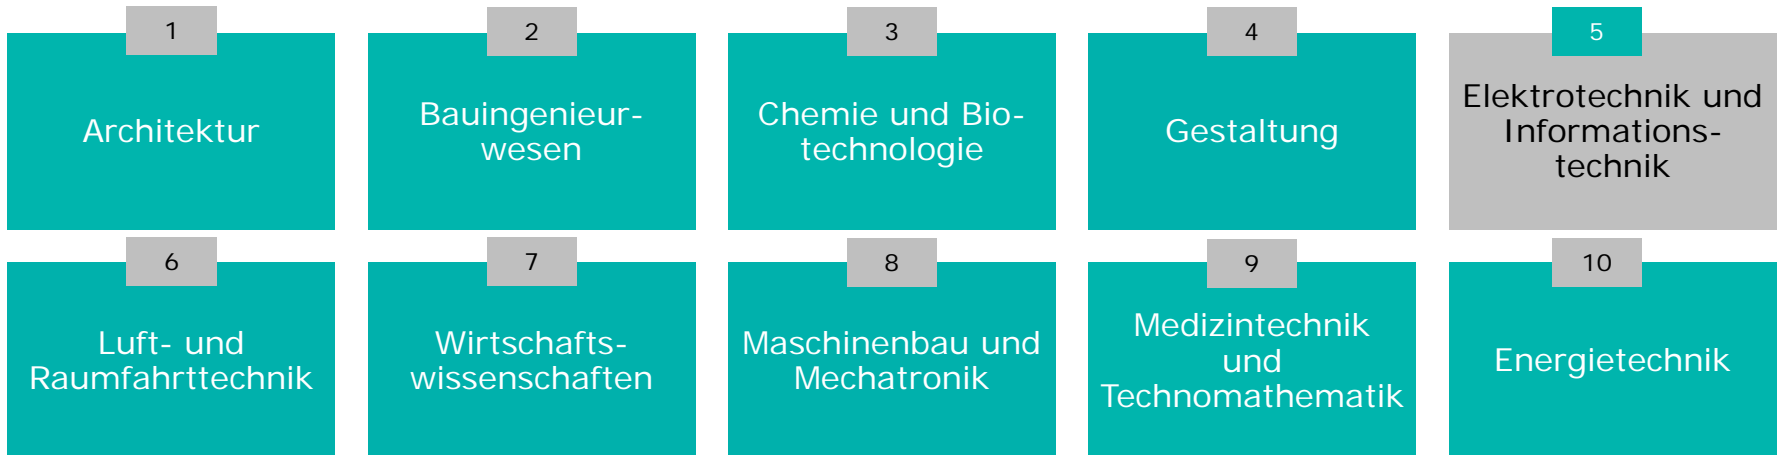 1
Architektur
2
Bauingenieur-
wesen
3
Chemie und Bio-
technologie
4
Gestaltung
5
Elektrotechnik und
Informations-
technik
6
Luft- und
Raumfahrttechnik
7
Wirtschafts-
wissenschaften
8
Maschinenbau und
Mechatronik
9
Medizintechnik
und
Technomathematik
10
Energietechnik